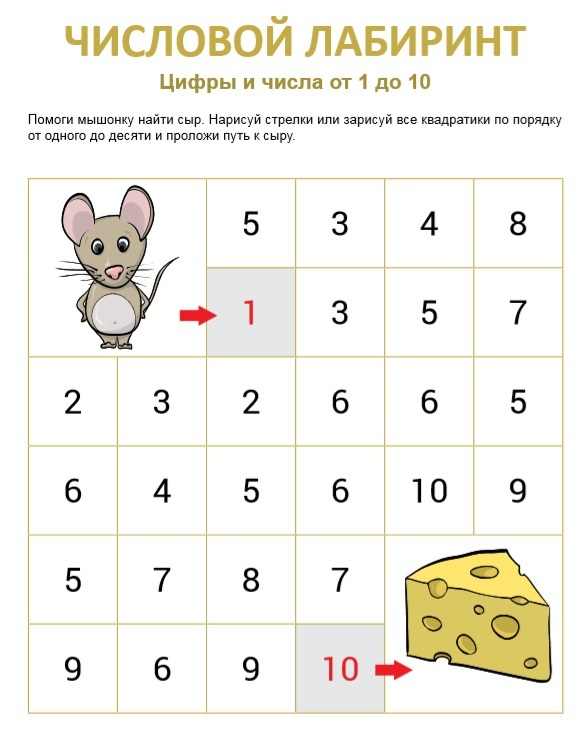 ЧИСЛОВОЙ ЛАБИРИНТ
Цифры и числа от 1 до 10
Помоги мышонку найти сыр. Нарисуй стрелки или зарисуй все квадратики по порядку
от одного до десяти и проложи путь к сыру.
5 3 4 8
1 3 5 7
2 3 2 6 6 5
6 4 5 6 10 9
5 7 8 7
9 6 9 10